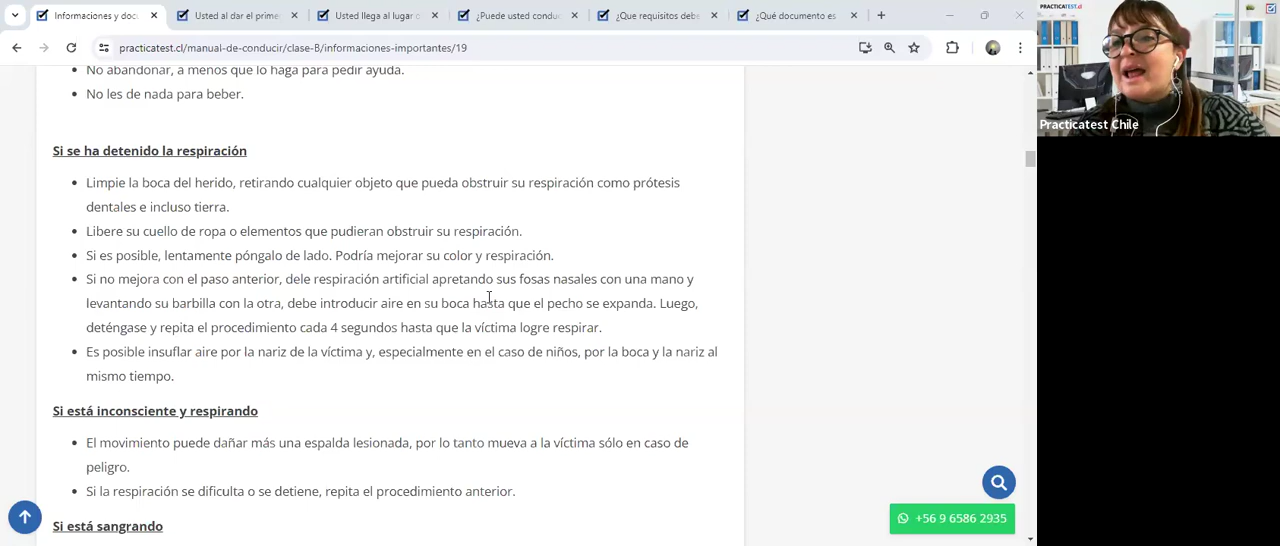 Informaciones y docu
Usted al dar el primer
Usted llega al lugar o
¿Puede usted conduc
¿Que requisitos debe
¿Qué documento es
practicatest.cl/manual-de-conducir/clase-B/informaciones-importantes/19
PRACTICATEST.cl
Practicatest Chile
No abandonar, a menos que lo haga para pedir ayuda.
No les de nada para beber.
Si se ha detenido la respiración
Limpie la boca del herido, retirando cualquier objeto que pueda obstruir su respiración como prótesis
dentales e incluso tierra.
Libere su cuello de ropa o elementos que pudieran obstruir su respiración.
Si es posible, lentamente póngalo de lado. Podría mejorar su color y respiración.
Si no mejora con el paso anterior, dele respiración artificial apretando sus fosas nasales con una mano y
levantando su barbilla con la otra, debe introducir aire en su boca hasta que el pecho se expanda. Luego,
deténgase y repita el procedimiento cada 4 segundos hasta que la víctima logre respirar.
Es posible insuflar aire por la nariz de la víctima y, especialmente en el caso de niños, por la boca y la nariz al
mismo tiempo.
Si está inconsciente y respirando
El movimiento puede dañar más una espalda lesionada, por lo tanto mueva a la víctima sólo en caso de
peligro.
Si la respiración se dificulta o se detiene, repita el procedimiento anterior.
Si está sangrando
+56 9 6586 2935